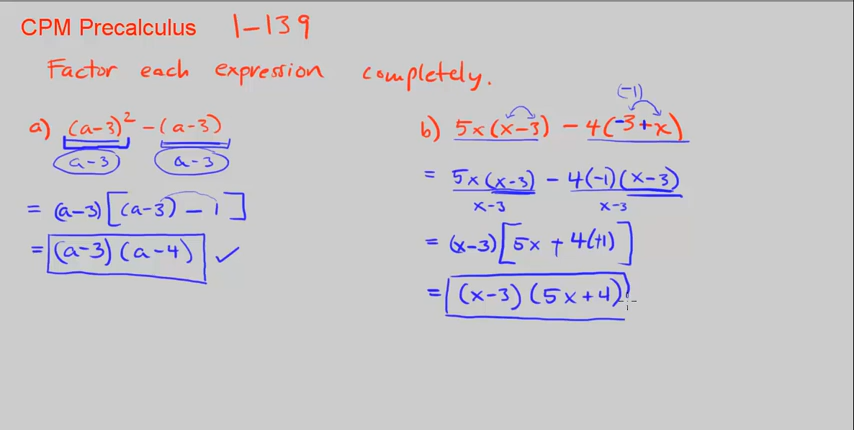 CPM Precalculus 1-139
Factor each expression completely.
a) (a-3)² - (a-3)
a-3 a-3
= (a-3)[(a-3) - 1]
= (a-3)(a-4) ✓
(-1)
b) 5x(x-3) - 4(-3+x)
= 5x(x-3) - 4(-1)(x-3)
x-3 x-3
= (x-3)[5x + 4(+1)]
= (x-3)(5x+4)